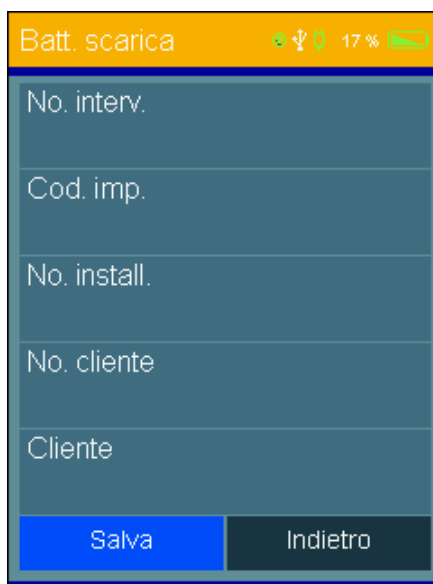 Batt. scarica 17 %
No. interv.
Cod. imp.
No. install.
No. cliente
Cliente
Salva Indietro